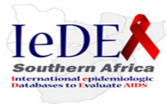 IeDEA
Southern Africa
International epidemiologic
Databases to Evaluate AIDS